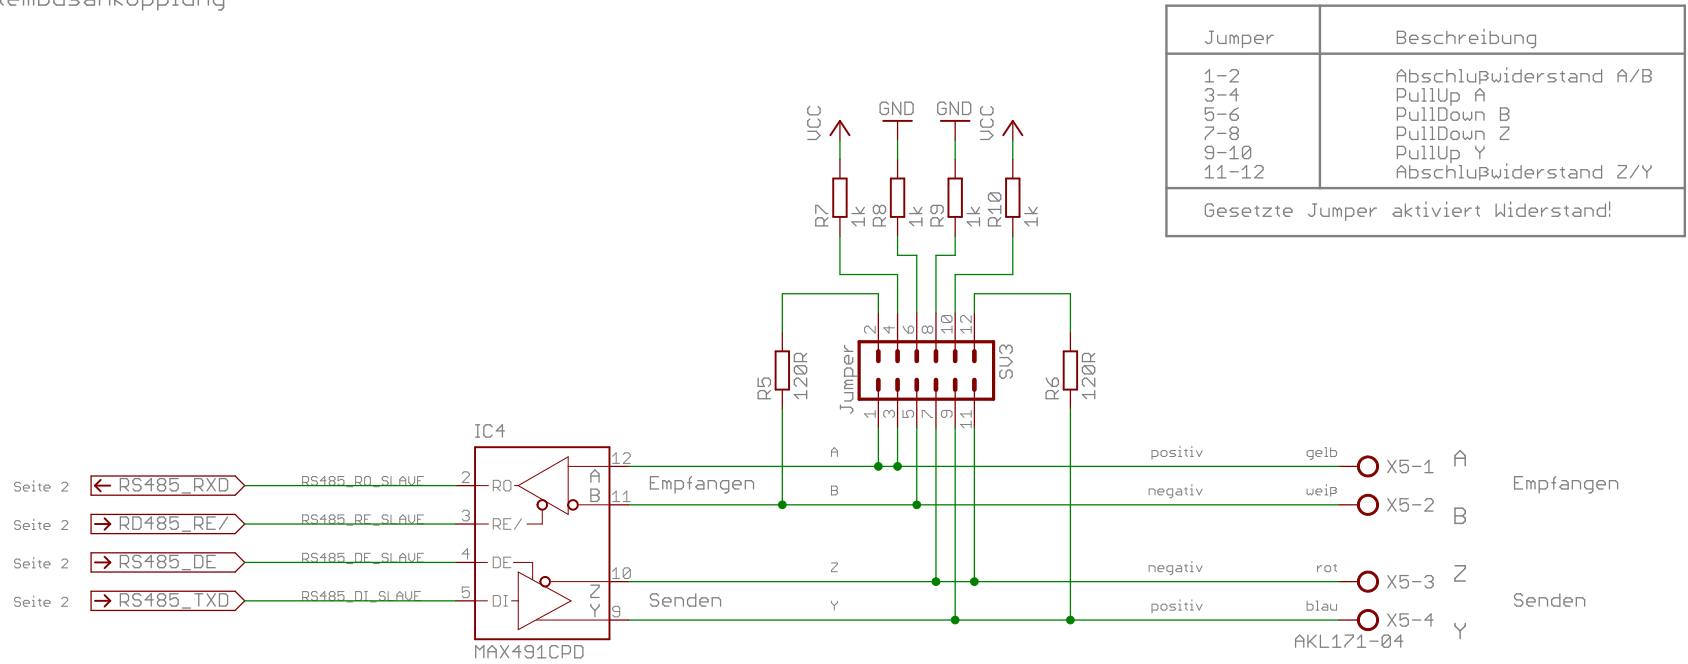 Jumper Beschreibung
1-2 Abschlußwiderstand A/B
3-4 PullUp A
5-6 PullDown B
7-8 PullDown Z
9-10 PullUp Y
11-12 Abschlußwiderstand Z/Y
Gesetzte Jumper aktiviert Widerstand!
VCC GND GND VCC
R7 1k R8 1k R9 1k R10 1k
2 4 6 8 10 12
R5 120R Jumper SV3 R6 120R
1 3 5 7 9 11
IC4
Seite 2 RS485_RXD RS485_RO_SLAVE 2 RO A 12 A positiv gelb X5-1 A
Empfangen Empfangen
Seite 2 RD485_RE/ RS485_RE_SLAVE 3 RE/ B 11 B negativ weiß X5-2 B
Seite 2 RS485_DE RS485_DE_SLAVE 4 DE Z 10 Z negativ rot X5-3 Z
Senden Senden
Seite 2 RS485_TXD RS485_DI_SLAVE 5 DI Y 9 Y positiv blau X5-4 Y
MAX491CPD AKL171-04